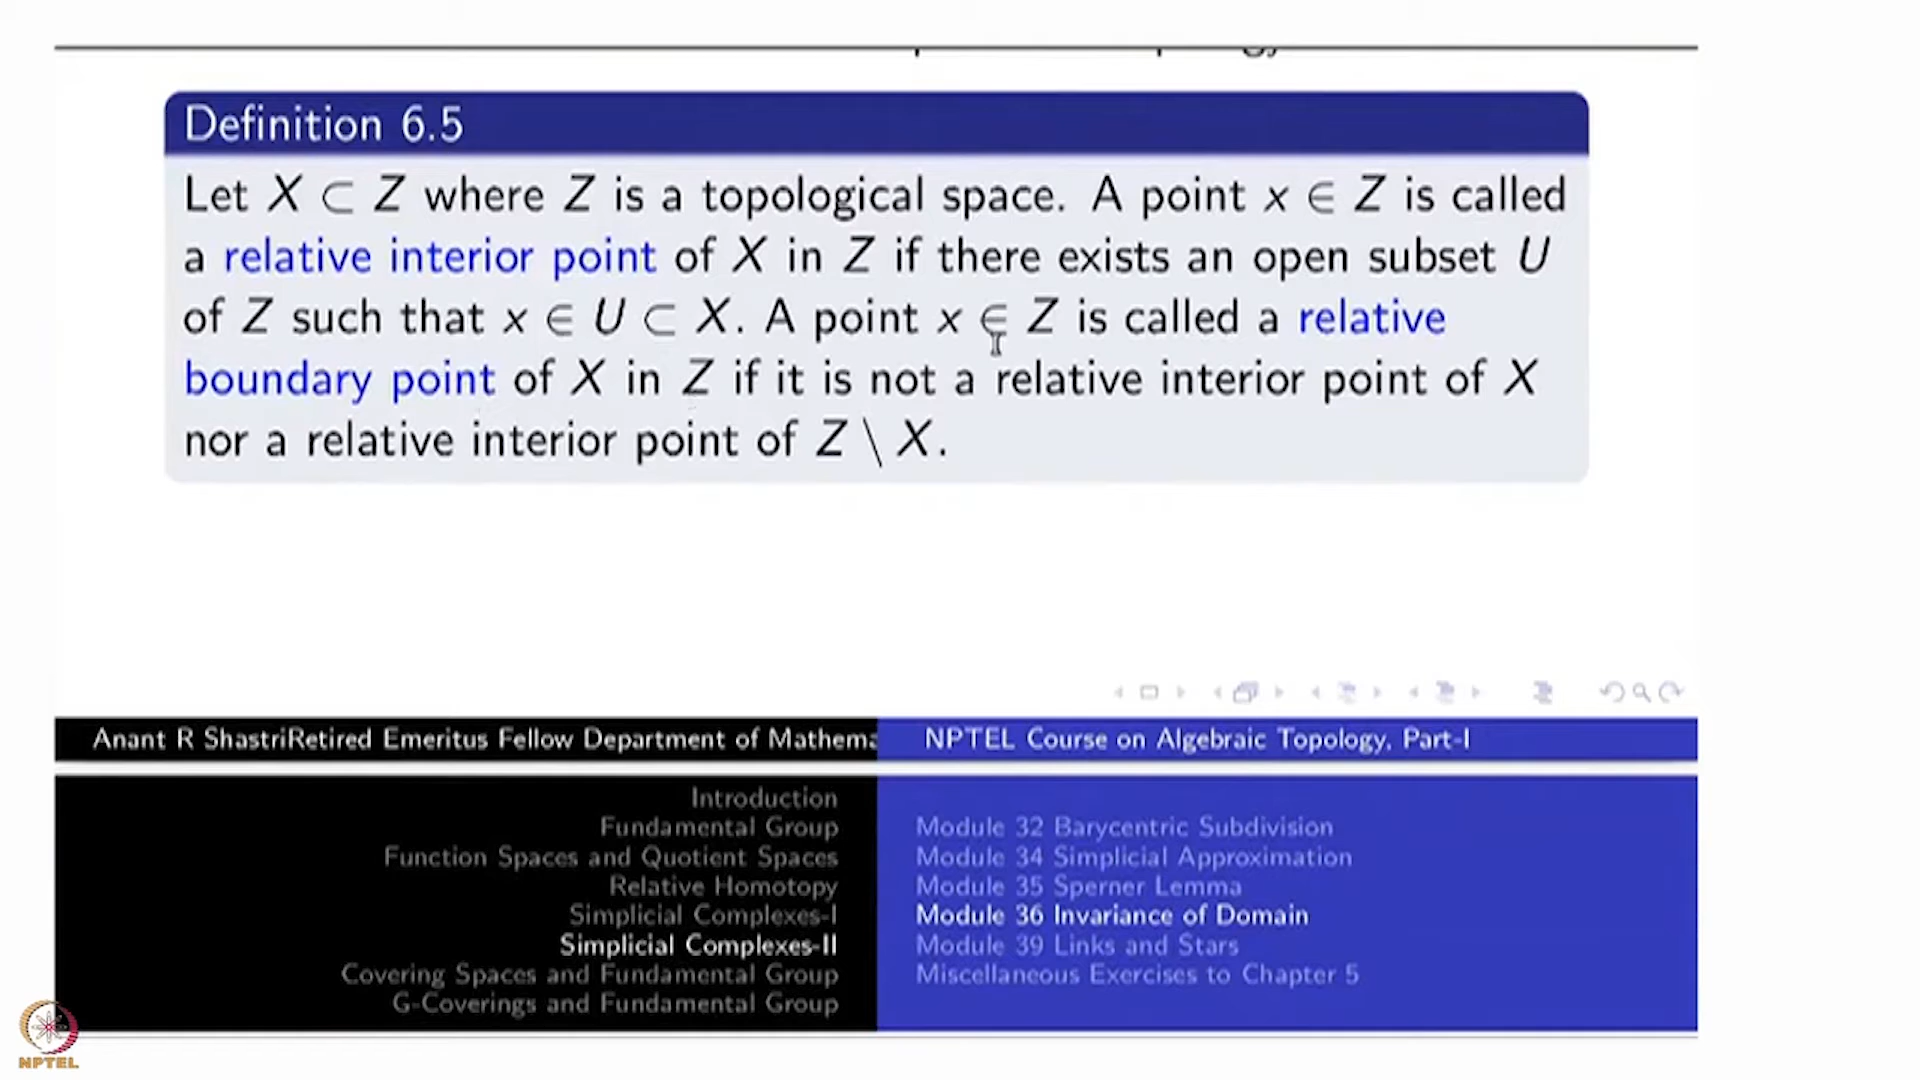 Definition 6.5
Let X ⊂ Z where Z is a topological space. A point x ∈ Z is called
a relative interior point of X in Z if there exists an open subset U
of Z such that x ∈ U ⊂ X. A point x ∈ Z is called a relative
boundary point of X in Z if it is not a relative interior point of X
nor a relative interior point of Z \ X.
Anant R ShastriRetired Emeritus Fellow Department of Mathema
NPTEL Course on Algebraic Topology, Part-I
Introduction
Fundamental Group
Function Spaces and Quotient Spaces
Relative Homotopy
Simplicial Complexes-I
Simplicial Complexes-II
Covering Spaces and Fundamental Group
G-Coverings and Fundamental Group
Module 32 Barycentric Subdivision
Module 34 Simplicial Approximation
Module 35 Sperner Lemma
Module 36 Invariance of Domain
Module 39 Links and Stars
Miscellaneous Exercises to Chapter 5
NPTEL